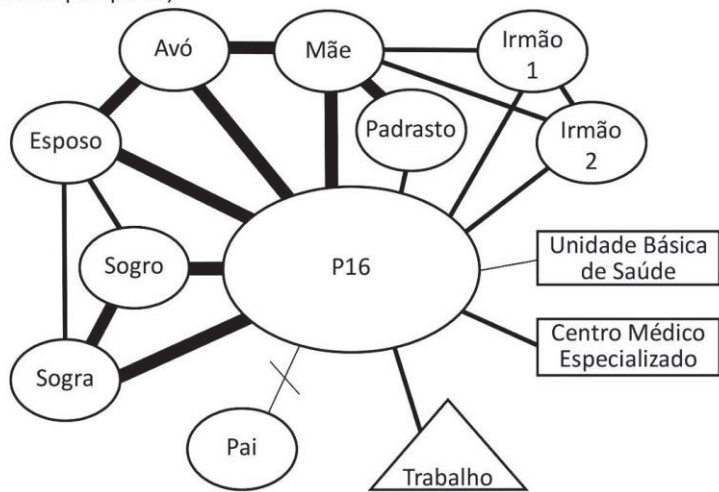 Avó
Mãe
Irmão
1
Esposo
Padrasto
Irmão
2
Sogro
P16
Unidade Básica
de Saúde
Centro Médico
Especializado
Sogra
Pai
Trabalho